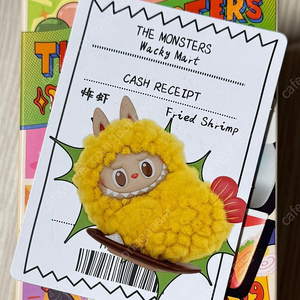 THE MONSTERS
Wacky Mart
CASH RECEIPT
炸虾
Fried Shrimp